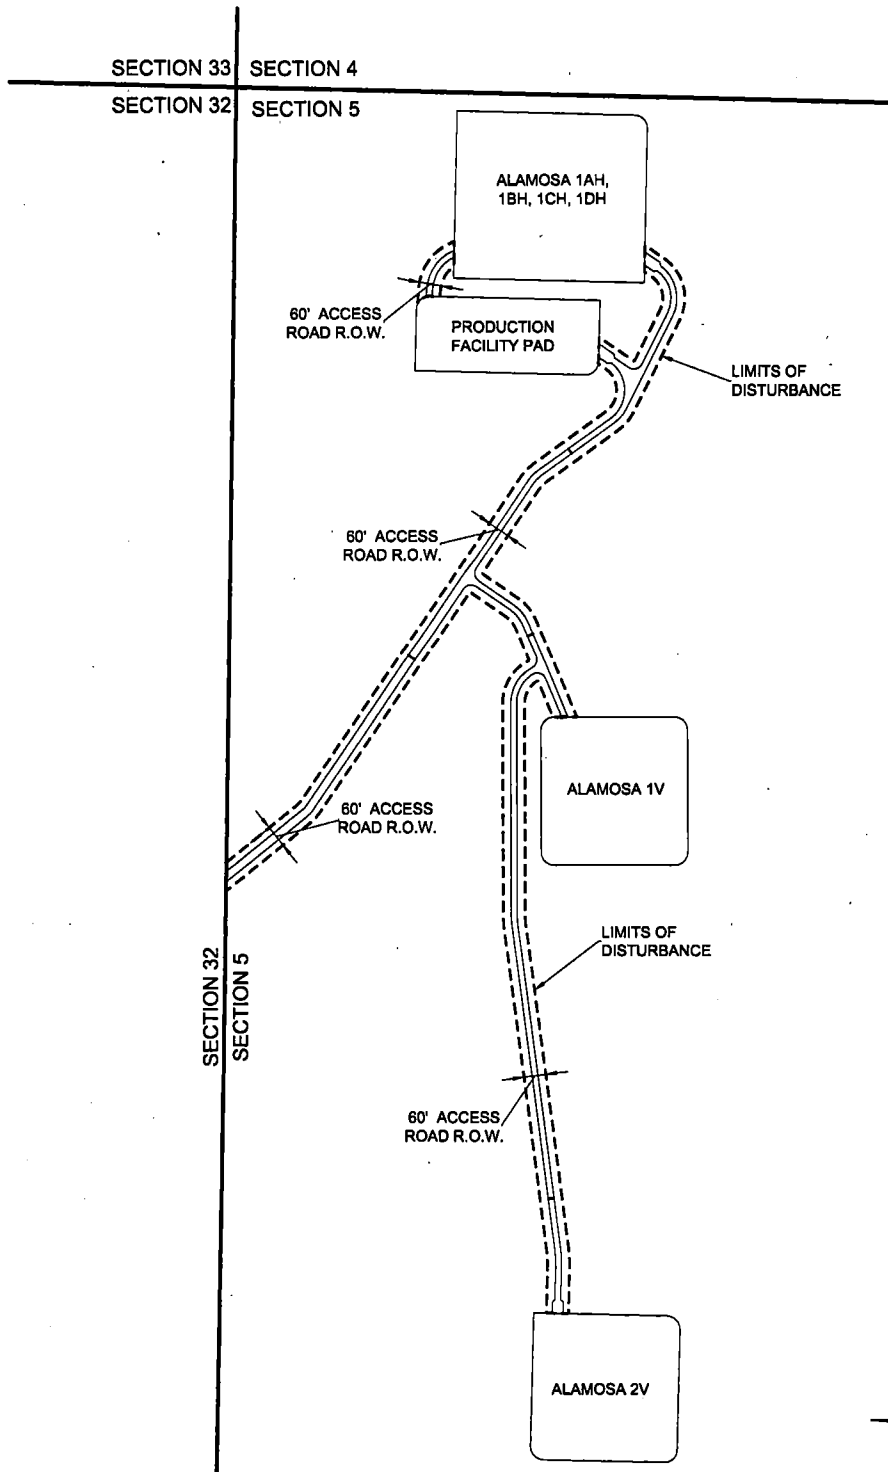 SECTION 33 SECTION 4
SECTION 32 SECTION 5
ALAMOSA 1AH,
1BH, 1CH, 1DH
60' ACCESS
ROAD R.O.W.
PRODUCTION
FACILITY PAD
LIMITS OF
DISTURBANCE
60' ACCESS
ROAD R.O.W.
ALAMOSA 1V
60' ACCESS
ROAD R.O.W.
LIMITS OF
DISTURBANCE
SECTION 32
SECTION 5
60' ACCESS
ROAD R.O.W.
ALAMOSA 2V